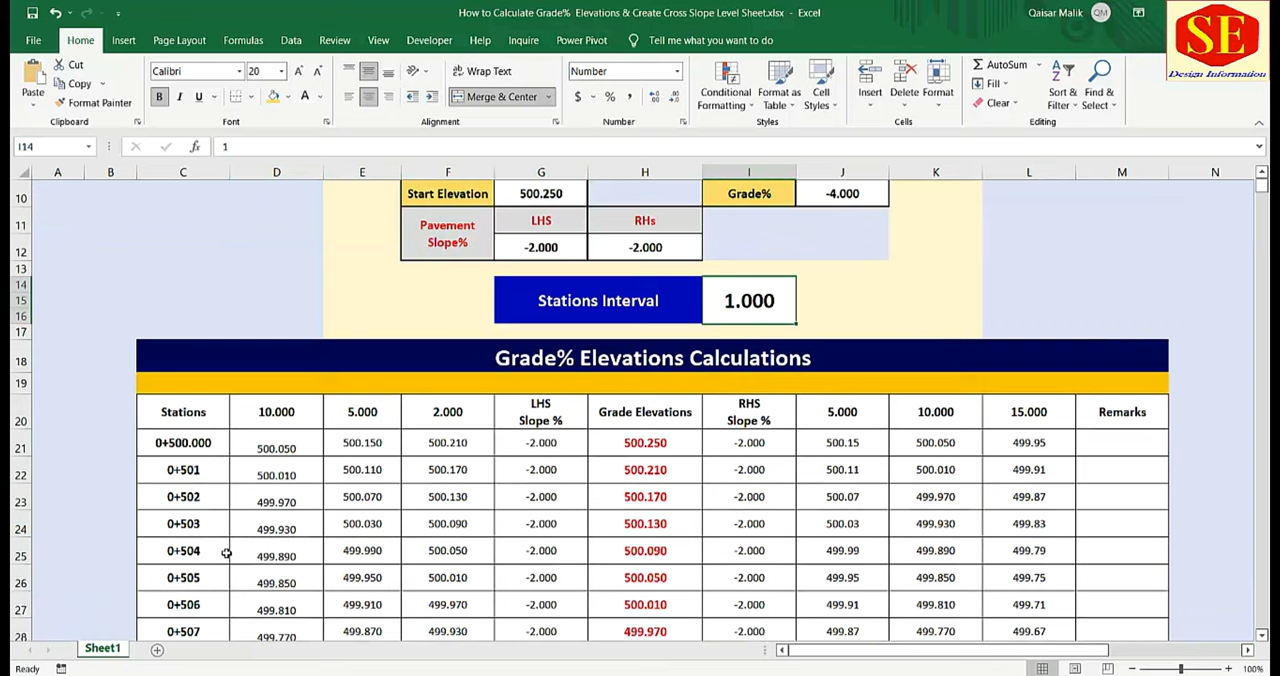 How to Calculate Grade% Elevations & Create Cross Slope Level Sheet.xlsx - Excel
Qaisar Malik QM
SE
Design Information
File Home Insert Page Layout Formulas Data Review View Developer Help Inquire Power Pivot Tell me what you want to do
Paste
Cut
Copy
Format Painter
Clipboard
Calibri 20
B I U
Font
Wrap Text
Merge & Center
Alignment
Number
$ % ,
Number
Conditional Formatting
Format as Table
Cell Styles
Styles
Insert Delete Format
Cells
AutoSum
Fill
Clear
Sort & Filter
Find & Select
Editing
I14 fx 1
A B C D E F G H I J K L M N
10 Start Elevation 500.250 Grade% -4.000
11 Pavement Slope% LHS RHs
12 -2.000 -2.000
13
14
15 Stations Interval 1.000
16
17
18 Grade% Elevations Calculations
19
20 Stations 10.000 5.000 2.000 LHS Slope % Grade Elevations RHS Slope % 5.000 10.000 15.000 Remarks
21 0+500.000 500.050 500.150 500.210 -2.000 500.250 -2.000 500.15 500.050 499.95
22 0+501 500.010 500.110 500.170 -2.000 500.210 -2.000 500.11 500.010 499.91
23 0+502 499.970 500.070 500.130 -2.000 500.170 -2.000 500.07 499.970 499.87
24 0+503 499.930 500.030 500.090 -2.000 500.130 -2.000 500.03 499.930 499.83
25 0+504 499.890 499.990 500.050 -2.000 500.090 -2.000 499.99 499.890 499.79
26 0+505 499.850 499.950 500.010 -2.000 500.050 -2.000 499.95 499.850 499.75
27 0+506 499.810 499.910 499.970 -2.000 500.010 -2.000 499.91 499.810 499.71
28 0+507 499.770 499.870 499.930 -2.000 499.970 -2.000 499.87 499.770 499.67
Sheet1
Ready
100%